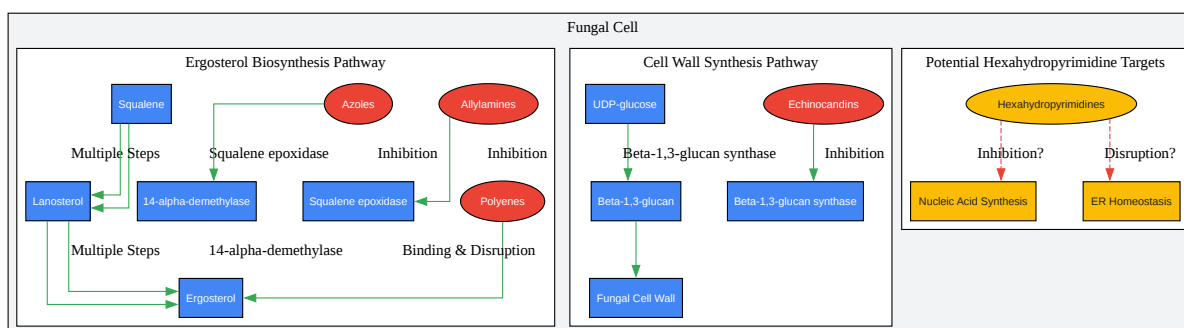 Fungal Cell
Ergosterol Biosynthesis Pathway
Squalene
Azoles
Allylamines
Multiple Steps
Squalene epoxidase
Inhibition
Inhibition
Lanosterol
14-alpha-demethylase
Squalene epoxidase
Polyenes
Multiple Steps
14-alpha-demethylase
Binding & Disruption
Ergosterol
Cell Wall Synthesis Pathway
UDP-glucose
Echinocandins
Beta-1,3-glucan synthase
Inhibition
Beta-1,3-glucan
Beta-1,3-glucan synthase
Fungal Cell Wall
Potential Hexahydropyrimidine Targets
Hexahydropyrimidines
Inhibition?
Disruption?
Nucleic Acid Synthesis
ER Homeostasis